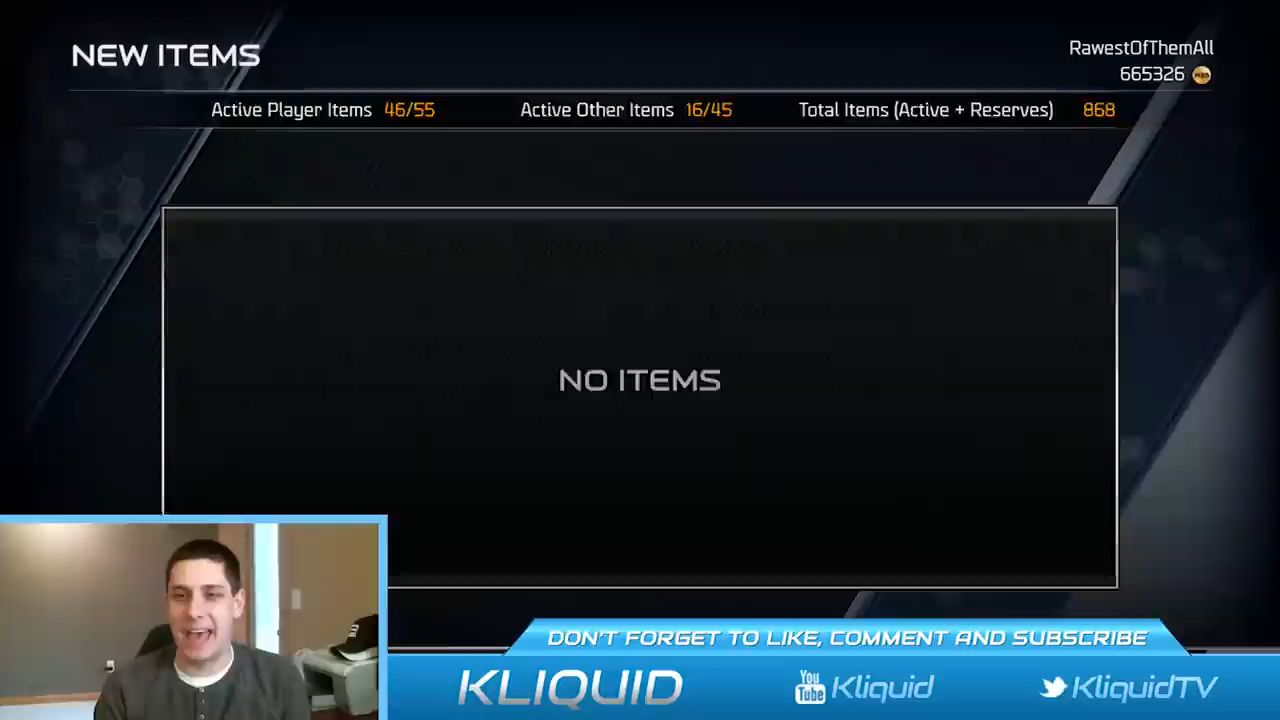 NEW ITEMS
RawestOfThemAll
665326
Active Player Items 46/55 Active Other Items 16/45 Total Items (Active + Reserves) 868
NO ITEMS
DON'T FORGET TO LIKE, COMMENT AND SUBSCRIBE
KLIQUID You Tube Kliquid KliquidTV